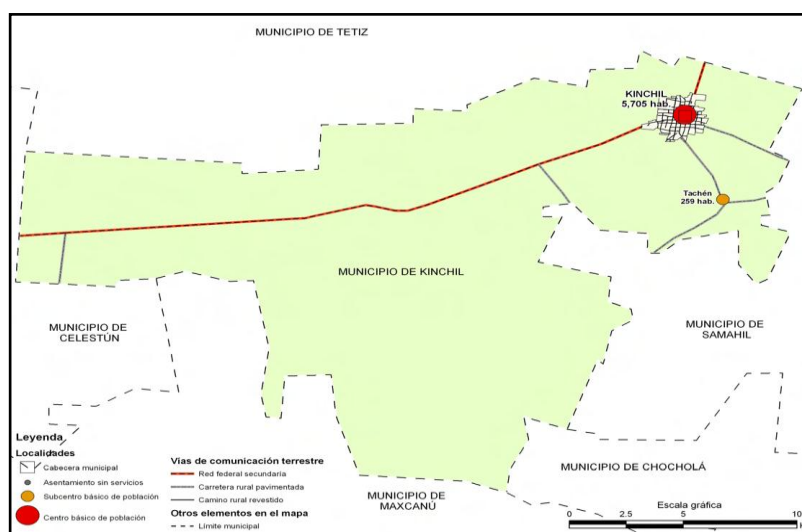 MUNICIPIO DE TETIZ
KINCHIL
5,705 hab.
Tachén
259 hab.
MUNICIPIO DE KINCHIL
MUNICIPIO DE
CELESTÚN
MUNICIPIO DE
SAMAHIL
MUNICIPIO DE CHOCHOLÁ
MUNICIPIO DE
MAXCANÚ
Leyenda
Localidades
Cabecera municipal
Asentamiento sin servicios
Subcentro básico de población
Centro básico de población
Vías de comunicación terrestre
Red federal secundaria
Carretera rural pavimentada
Camino rural revestido
Otros elementos en el mapa
Límite municipal
Escala gráfica
0 2.5 5 10